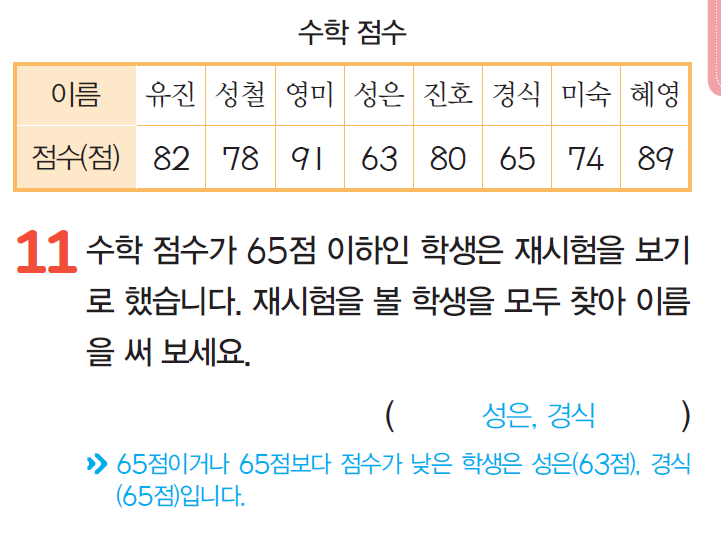 수학 점수
이름 유진 성철 영미 성은 진호 경식 미숙 혜영
점수(점) 82 78 91 63 80 65 74 89
11 수학 점수가 65점 이하인 학생은 재시험을 보기
로 했습니다. 재시험을 볼 학생을 모두 찾아 이름
을 써 보세요.
( 성은, 경식 )
65점이거나 65점보다 점수가 낮은 학생은 성은(63점), 경식
(65점)입니다.